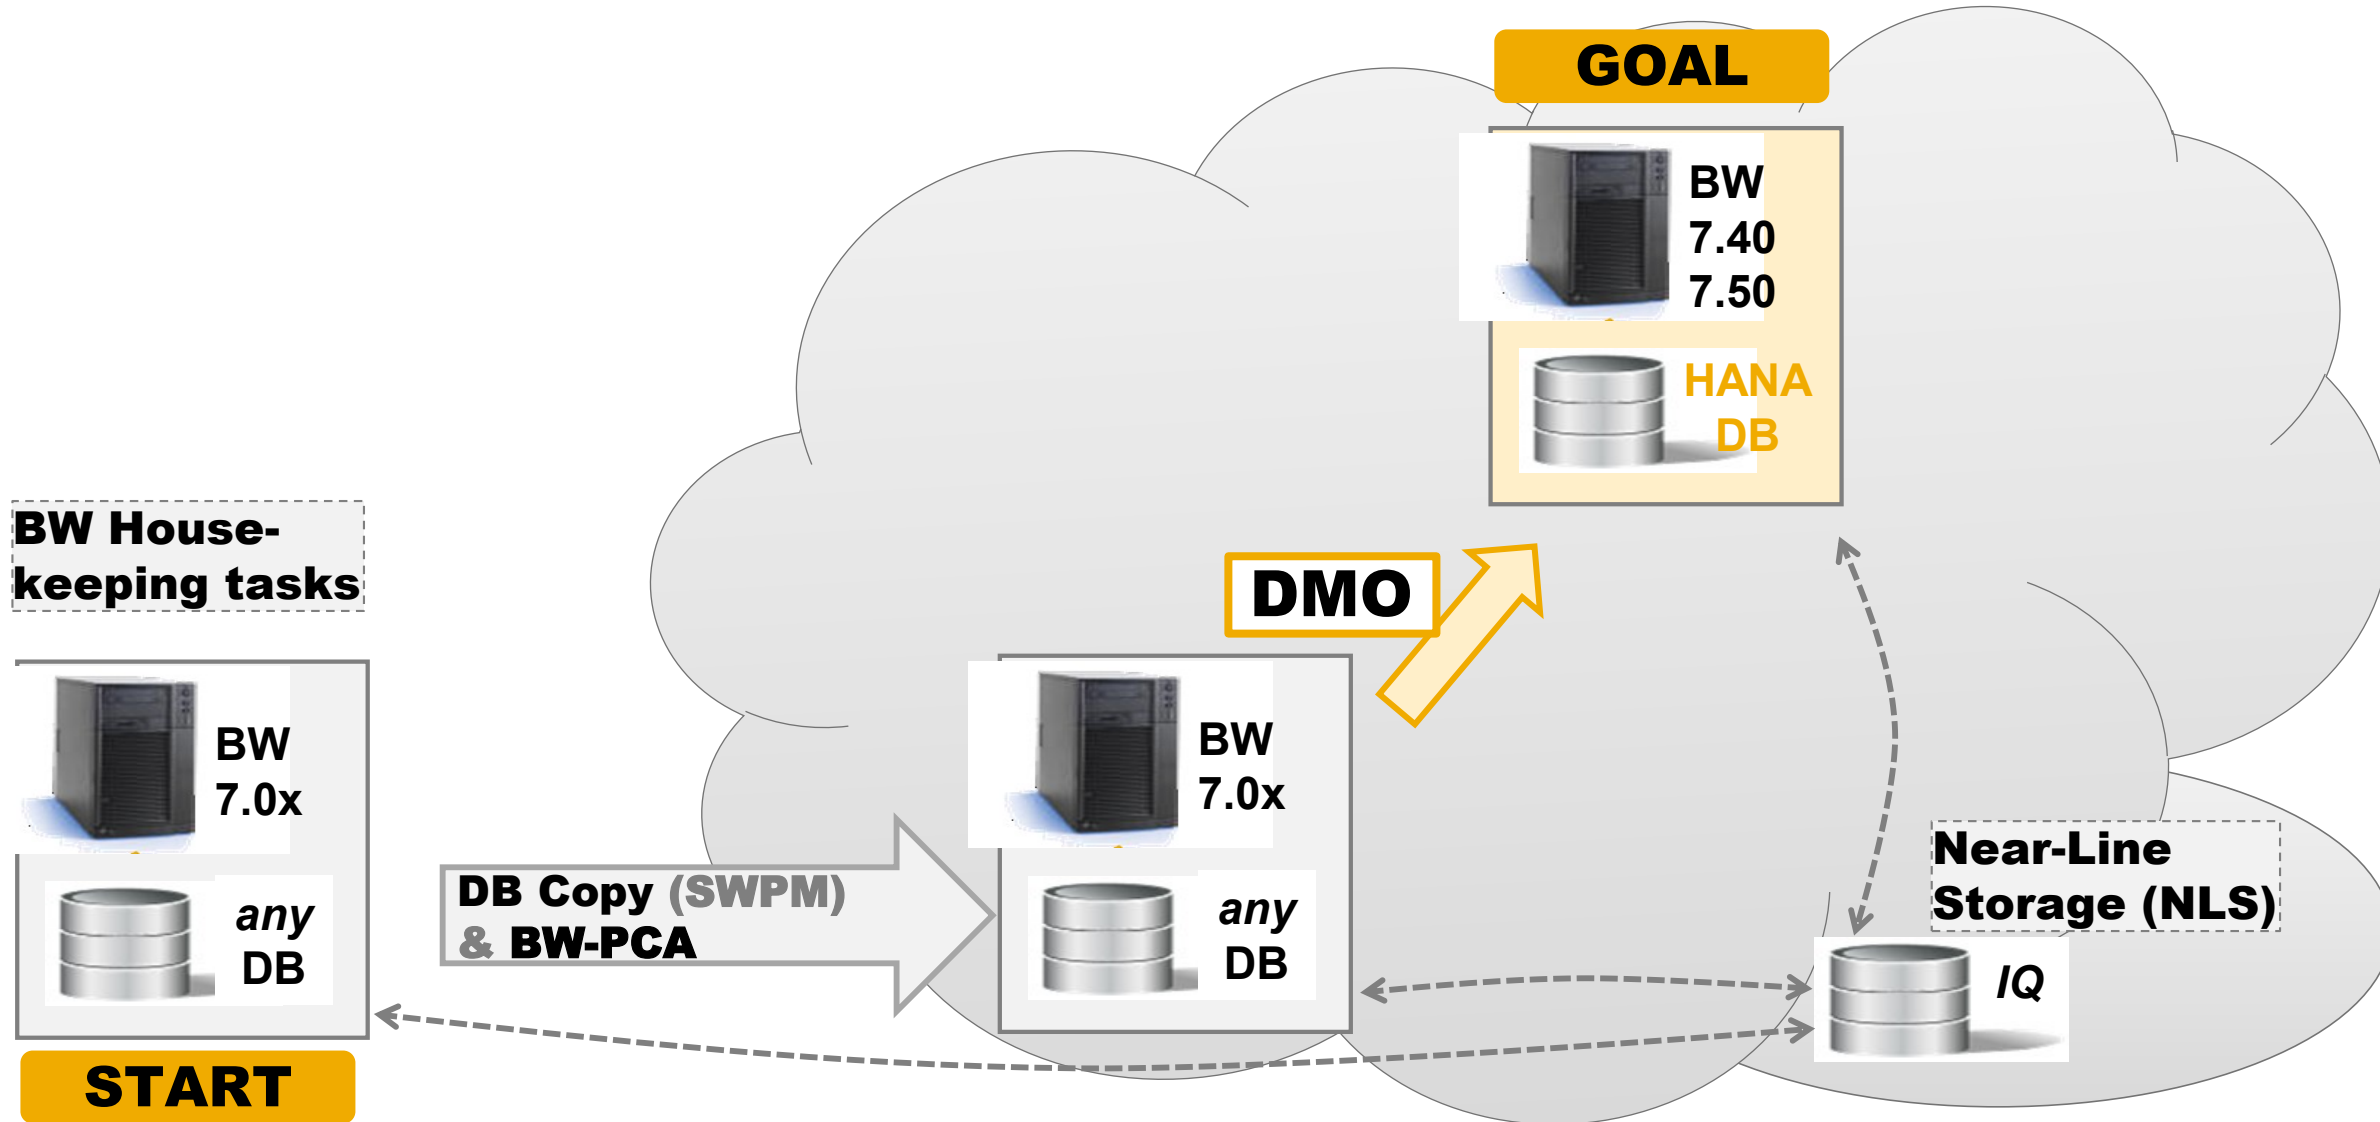 GOAL
BW
7.40
7.50
HANA
DB
BW House-
keeping tasks
DMO
BW
7.0x
any
DB
START
DB Copy (SWPM)
& BW-PCA
BW
7.0x
any
DB
Near-Line
Storage (NLS)
IQ